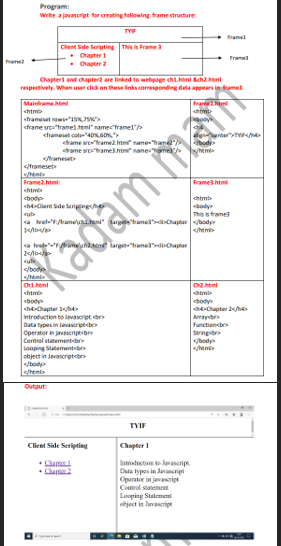 Program:
Write a javascript for creating following frame structure:
TYIF
Frame1
Client Side Scripting
• Chapter 1
• Chapter 2
This is Frame 3
Frame2
Frame3
Chapter1 and chapter2 are linked to webpage ch1.html &ch2.html
respectively. When user click on these links corresponding data appears in frame3.
Mainframe.html
<html>
<frameset rows="15%,75%">
<frame src="frame1.html" name="frame1"/>
<frameset cols="40%,60%,">
<frame src="frame2.html" name="frame2"/>
<frame src="frame3.html" name="frame3"/>
</frameset>
</frameset>
</html>
Frame1.html
<html>
<body>
<h4
align="center">TYIF</h4>
</body>
</html>
Frame2.html:
<html>
<body>
<h4>Client Side Scripting</h4>
<ul>
<a href="F:/frame\ch1.html" target="frame3"><li>Chapter
1</li></a>
<a href="="F:/frame\ch2.html" target="frame3"><li>Chapter
2</li></a>
<ul>
</body>
</html>
Frame3.html
<html>
<body>
This is frame3
</body>
</html>
Ch1.html
<html>
<body>
<h4>Chapter 1</h4>
Introduction to Javascript.<br>
Data types in Javascript<br>
Operator in javascript<br>
Control statement<br>
Looping Statement<br>
object in Javascript<br>
</body>
</html>
Ch2.html
<html>
<body>
<h4>Chapter 2</h4>
Array<br>
Function<br>
String<br>
</body>
</html>
Kadam mam
Output:
TYIF
Client Side Scripting
• Chapter 1
• Chapter 2
Chapter 1
Introduction to Javascript.
Data types in Javascript
Operator in javascript
Control statement
Looping Statement
object in Javascript